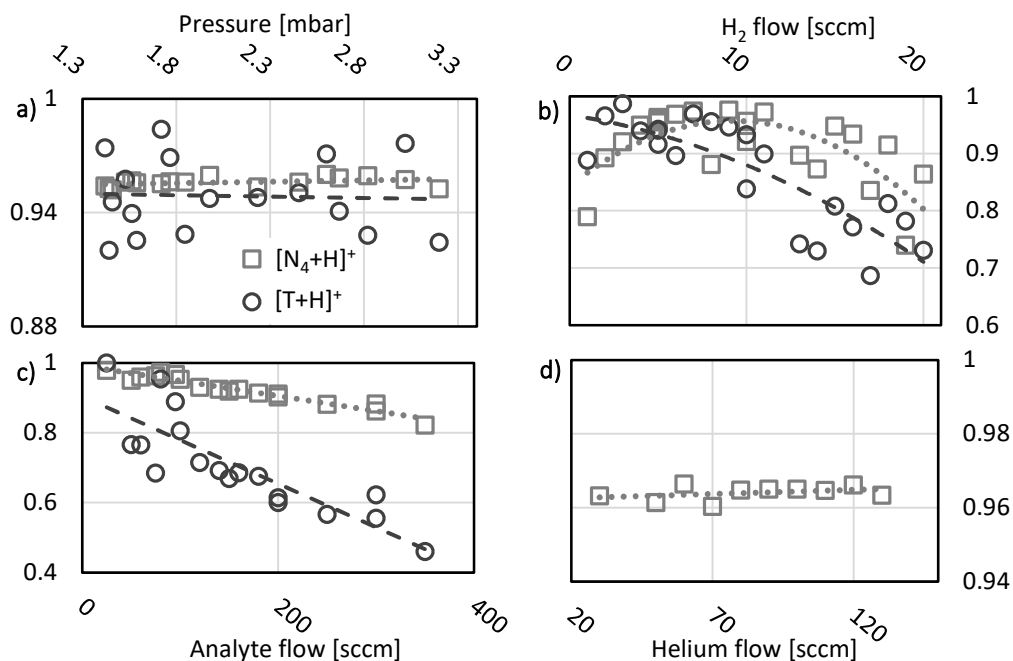 Pressure [mbar]
1.3 1.8 2.3 2.8 3.3
H₂ flow [sccm]
0 10 20
a)
1
0.94
0.88
[N₄+H]⁺
[T+H]⁺
b)
1
0.9
0.8
0.7
0.6
c)
1
0.8
0.6
0.4
0 200 400
Analyte flow [sccm]
d)
1
0.98
0.96
0.94
20 70 120
Helium flow [sccm]